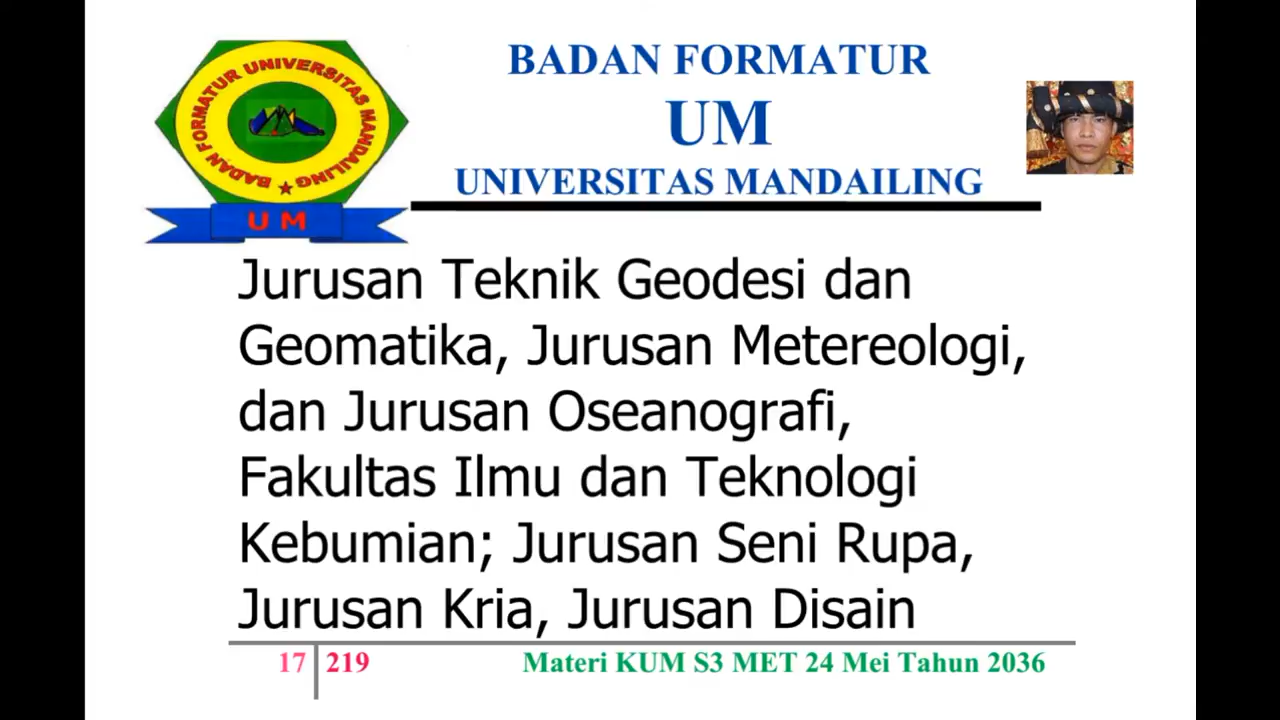 BADAN FORMATUR UNIVERSITAS MANDAILING
UM
BADAN FORMATUR
UM
UNIVERSITAS MANDAILING
Jurusan Teknik Geodesi dan
Geomatika, Jurusan Metereologi,
dan Jurusan Oseanografi,
Fakultas Ilmu dan Teknologi
Kebumian; Jurusan Seni Rupa,
Jurusan Kria, Jurusan Disain
17 219 Materi KUM S3 MET 24 Mei Tahun 2036